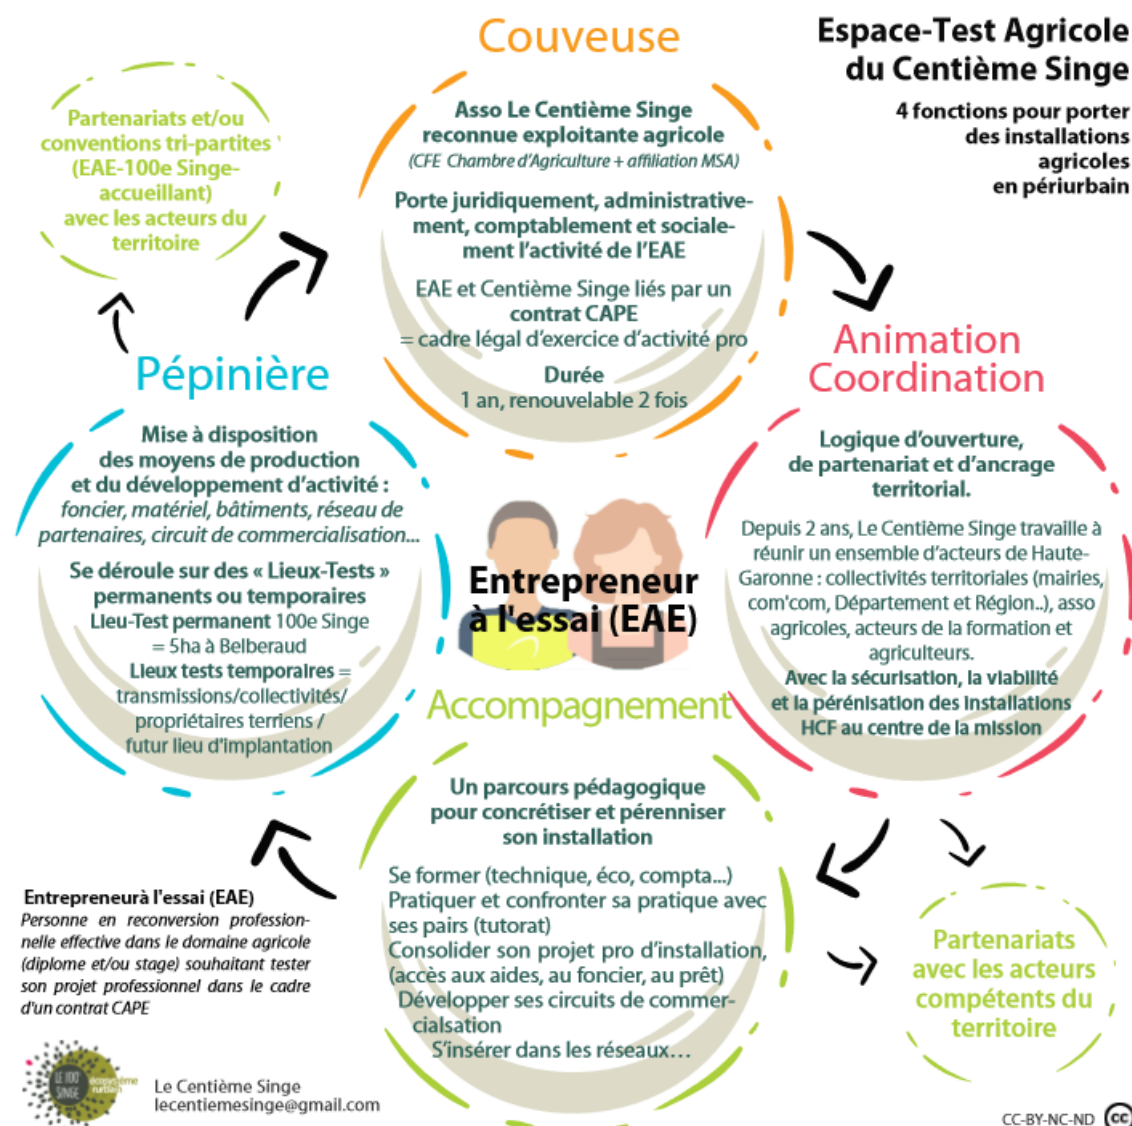 Couveuse
Espace-Test Agricole
du Centième Singe
4 fonctions pour porter
des installations
agricoles
en périurbain
Partenariats et/ou
conventions tri-partites
(EAE-100e Singe-
accueillant)
avec les acteurs du
territoire
Asso Le Centième Singe
reconnue exploitante agricole
(CFE Chambre d'Agriculture + affiliation MSA)
Porte juridiquement, administrative-
ment, comptablement et sociale-
ment l'activité de l'EAE
EAE et Centième Singe liés par un
contrat CAPE
= cadre légal d'exercice d'activité pro
Durée
1 an, renouvelable 2 fois
Animation
Coordination
Logique d'ouverture,
de partenariat et d'ancrage
territorial.
Depuis 2 ans, Le Centième Singe travaille à
réunir un ensemble d'acteurs de Haute-
Garonne : collectivités territoriales (mairies,
com'com, Département et Région..), asso
agricoles, acteurs de la formation et
agriculteurs.
Avec la sécurisation, la viabilité
et la pérénisation des installations
HCF au centre de la mission
Pépinière
Mise à disposition
des moyens de production
et du développement d'activité :
foncier, matériel, bâtiments, réseau de
partenaires, circuit de commercialisation...
Se déroule sur des « Lieux-Tests »
permanents ou temporaires
Lieu-Test permanent 100e Singe
= 5ha à Belberaud
Lieux tests temporaires =
transmissions/collectivités/
propriétaires terriens /
futur lieu d'implantation
Entrepreneur
à l'essai (EAE)
Accompagnement
Un parcours pédagogique
pour concrétiser et pérenniser
son installation
Se former (technique, éco, compta...)
Pratiquer et confronter sa pratique avec
ses pairs (tutorat)
Consolider son projet pro d'installation,
(accès aux aides, au foncier, au prêt)
Développer ses circuits de commer-
cialsation
S'insérer dans les réseaux...
Partenariats
avec les acteurs
compétents du
territoire
Entrepreneurà l'essai (EAE)
Personne en reconversion profession-
nelle effective dans le domaine agricole
(diplome et/ou stage) souhaitant tester
son projet professionnel dans le cadre
d'un contrat CAPE
LE 100
SINGE
écosystème
rurbain
Le Centième Singe
lecentiemesinge@gmail.com
CC-BY-NC-ND
cc